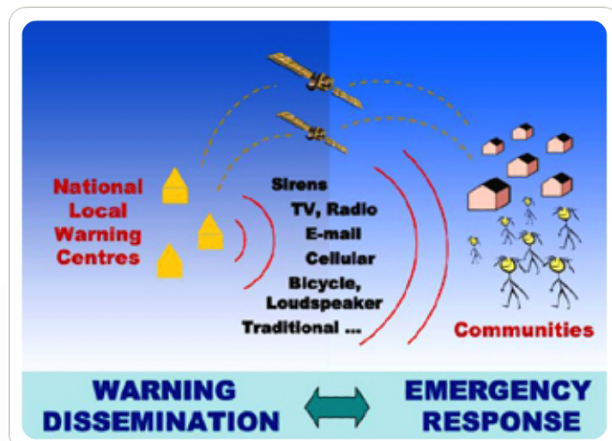 National
Local
Warning
Centres
Sirens
TV, Radio
E-mail
Cellular
Bicycle,
Loudspeaker
Traditional ...
Communities
WARNING
DISSEMINATION
EMERGENCY
RESPONSE